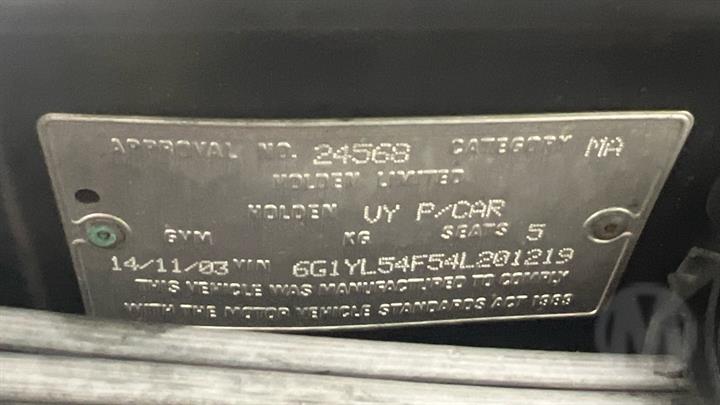 APPROVAL NO. 24568 CATEGORY MA
HOLDEN LIMITED
HOLDEN VY P/CAR
GVM KG SEATS 5
14/11/03 VIN 6G1YL54F54L201219
THIS VEHICLE WAS MANUFACTURED TO COMPLY
WITH THE MOTOR VEHICLE STANDARDS ACT 1989
M